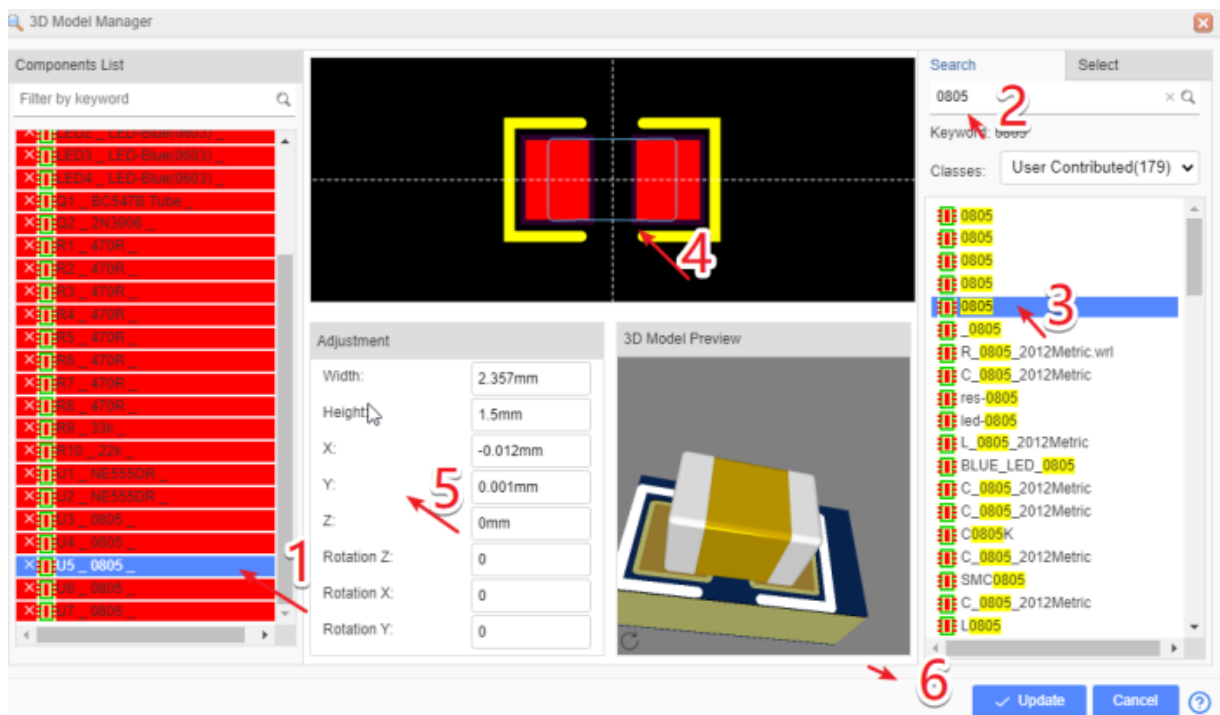 3D Model Manager
Components List
Filter by keyword
LED2 _ LED-Blue(0603) _
LED3 _ LED-Blue(0603) _
LED4 _ LED-Blue(0603) _
Q1 _ BC547B Tube _
Q2 _ 2N3906 _
R1 _ 470R _
R2 _ 470R _
R3 _ 470R _
R4 _ 470R _
R5 _ 470R _
R6 _ 470R _
R7 _ 470R _
R8 _ 470R _
R9 _ 33k _
R10 _ 22k _
U1 _ NE555DR _
U2 _ NE555DR _
U3 _ 0805 _
U4 _ 0805 _
U5 _ 0805 _
U6 _ 0805 _
U7 _ 0805 _
1
4
Adjustment
Width: 2.357mm
Height: 1.5mm
X: -0.012mm
Y: 0.001mm
Z: 0mm
Rotation Z: 0
Rotation X: 0
Rotation Y: 0
5
3D Model Preview
Search Select
0805
2
Keyword: 0805
Classes: User Contributed(179)
0805
0805
0805
0805
0805
3
_0805
R_0805_2012Metric.wrl
C_0805_2012Metric
res-0805
led-0805
L_0805_2012Metric
BLUE_LED_0805
C_0805_2012Metric
C_0805_2012Metric
C0805K
C_0805_2012Metric
SMC0805
C_0805_2012Metric
L0805
6
Update Cancel ?